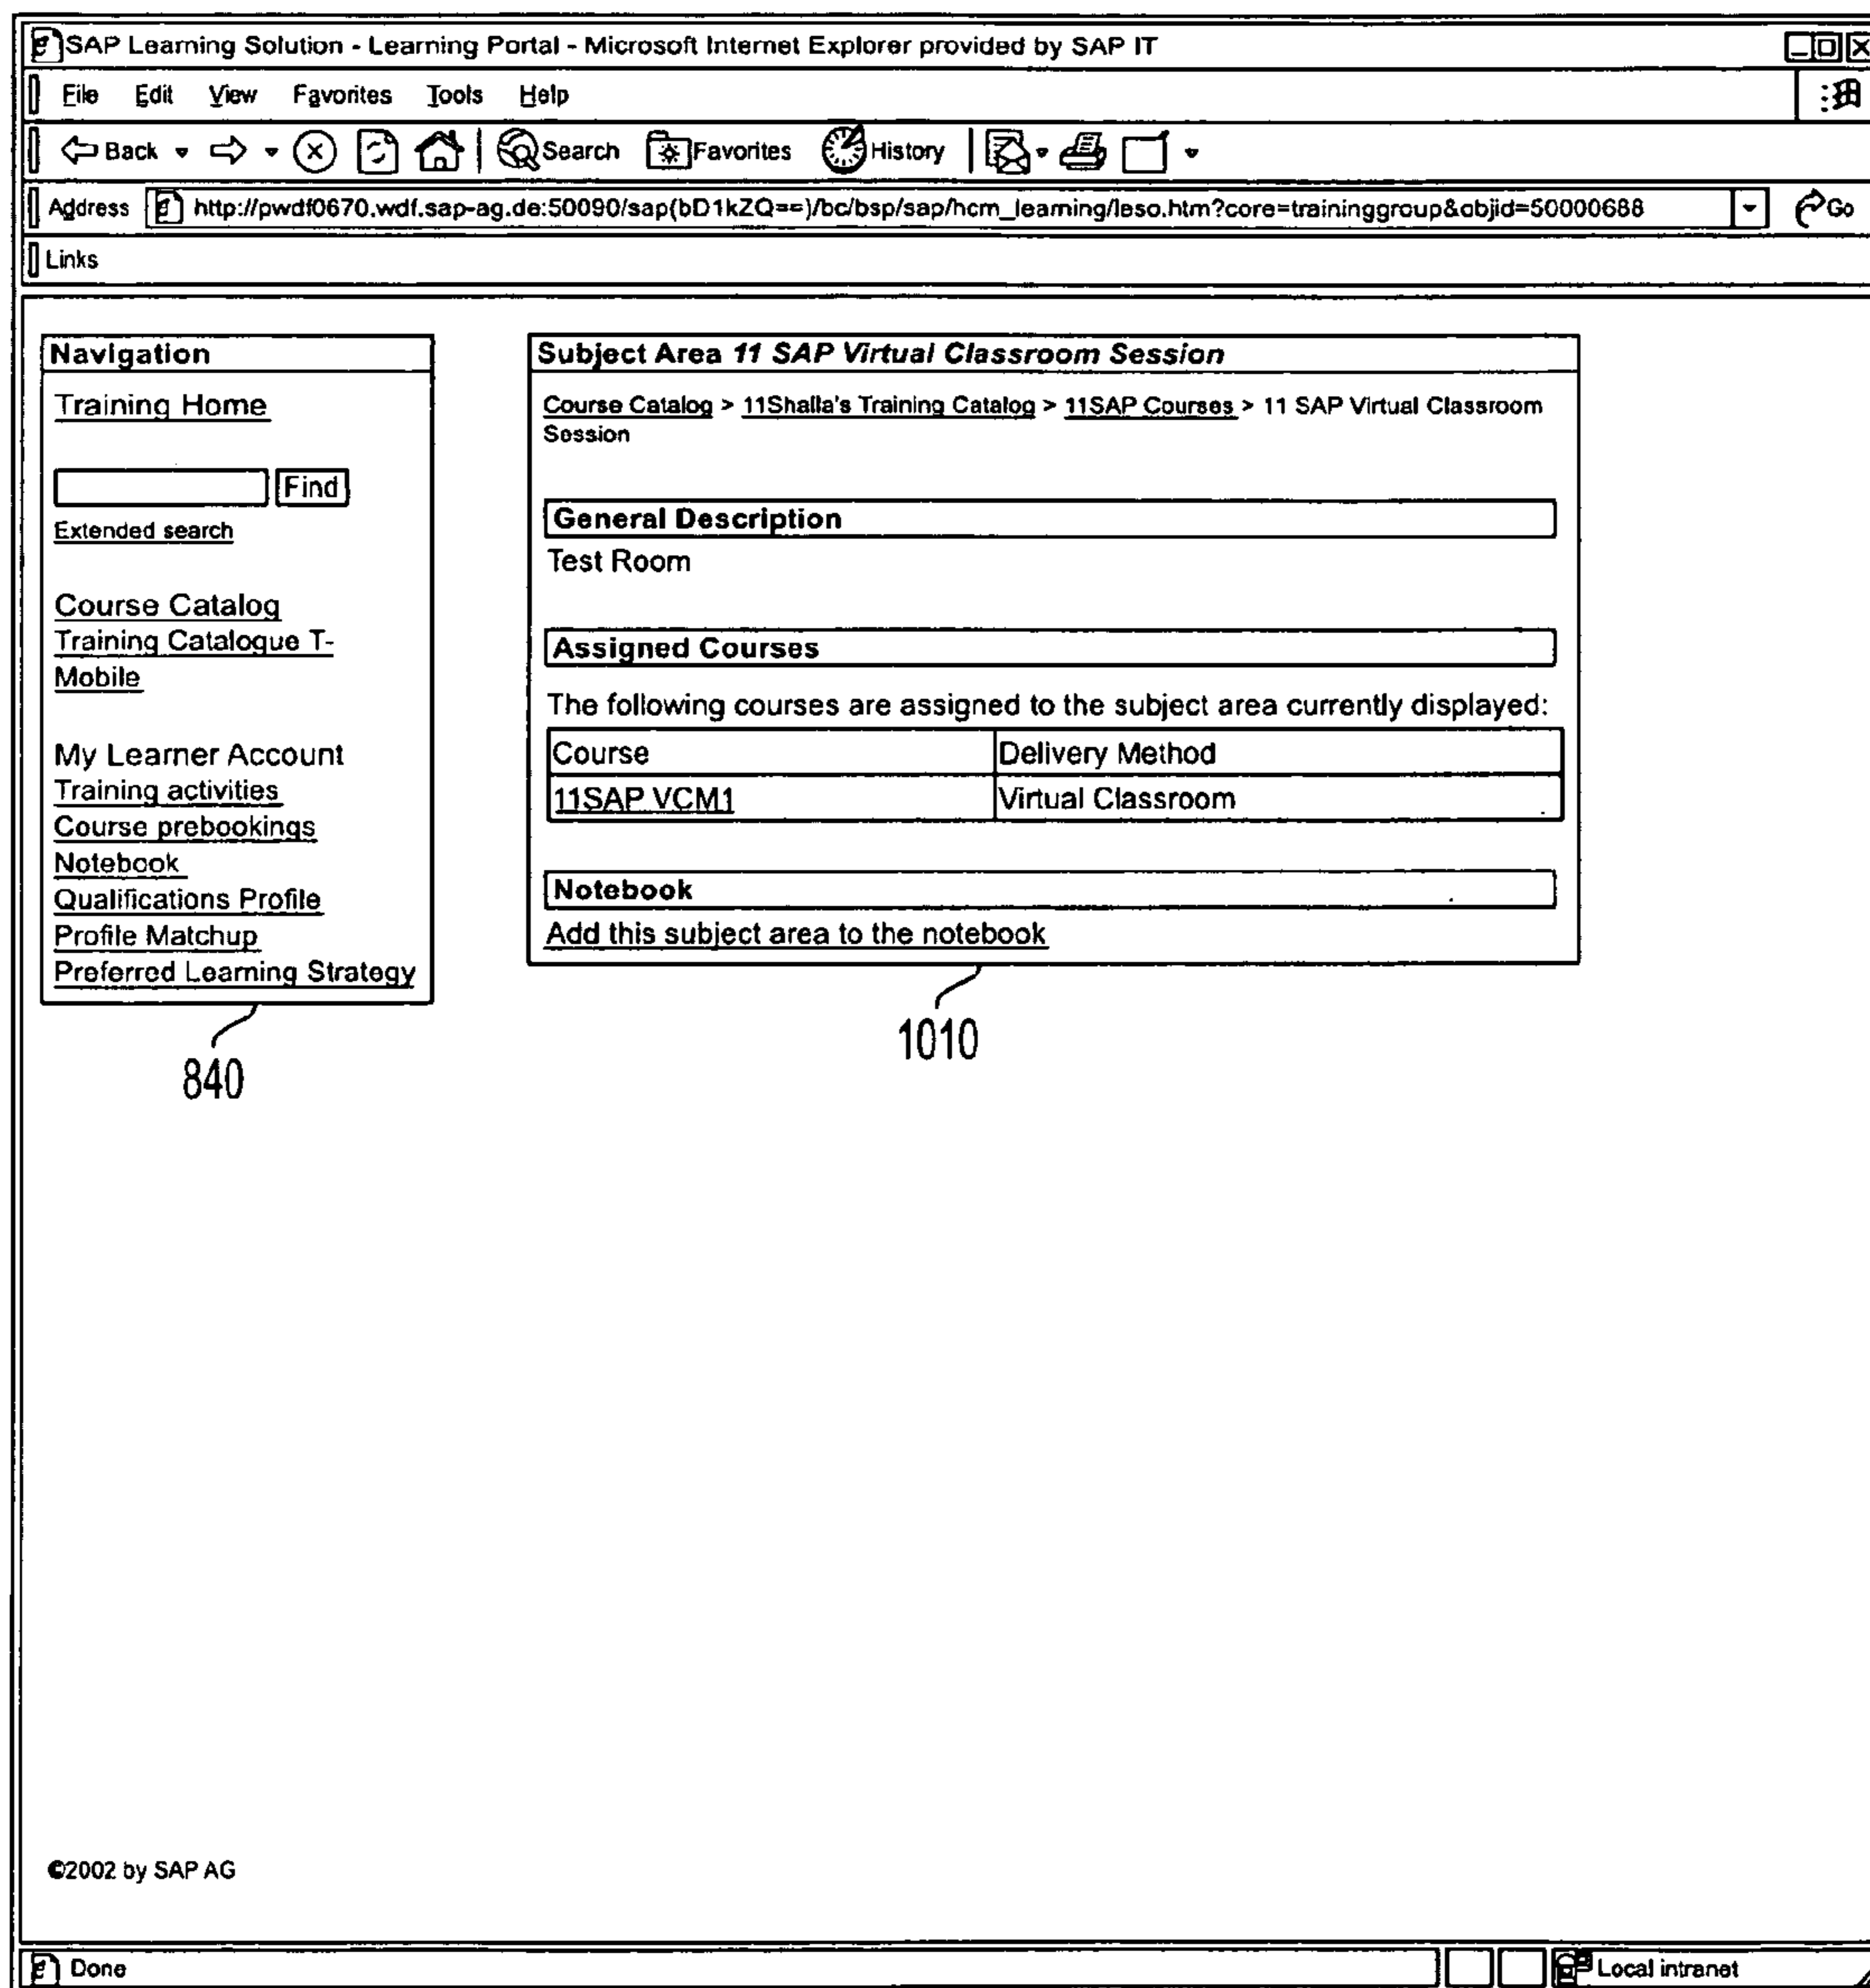 SAP Learning Solution - Learning Portal - Microsoft Internet Explorer provided by SAP IT
File Edit View Favorites Tools Help
Back Search Favorites History
Address http://pwdf0670.wdf.sap-ag.de:50090/sap(bD1kZQ==)/bc/bsp/sap/hcm_learning/leso.htm?core=traininggroup&objid=50000688 Go
Links
Navigation
Training Home
Find
Extended search
Course Catalog
Training Catalogue T-
Mobile
My Learner Account
Training activities
Course prebookings
Notebook
Qualifications Profile
Profile Matchup
Preferred Learning Strategy
840
Subject Area 11 SAP Virtual Classroom Session
Course Catalog > 11Shalla's Training Catalog > 11SAP Courses > 11 SAP Virtual Classroom
Session
General Description
Test Room
Assigned Courses
The following courses are assigned to the subject area currently displayed:
Course Delivery Method
11SAP VCM1 Virtual Classroom
Notebook
Add this subject area to the notebook
1010
©2002 by SAP AG
Done Local intranet